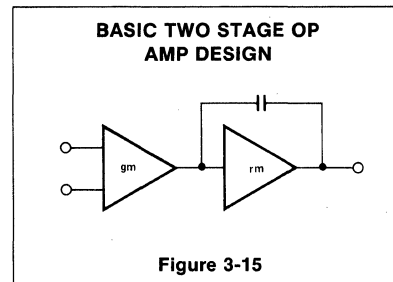 BASIC TWO STAGE OP
AMP DESIGN
gm
rm
Figure 3-15